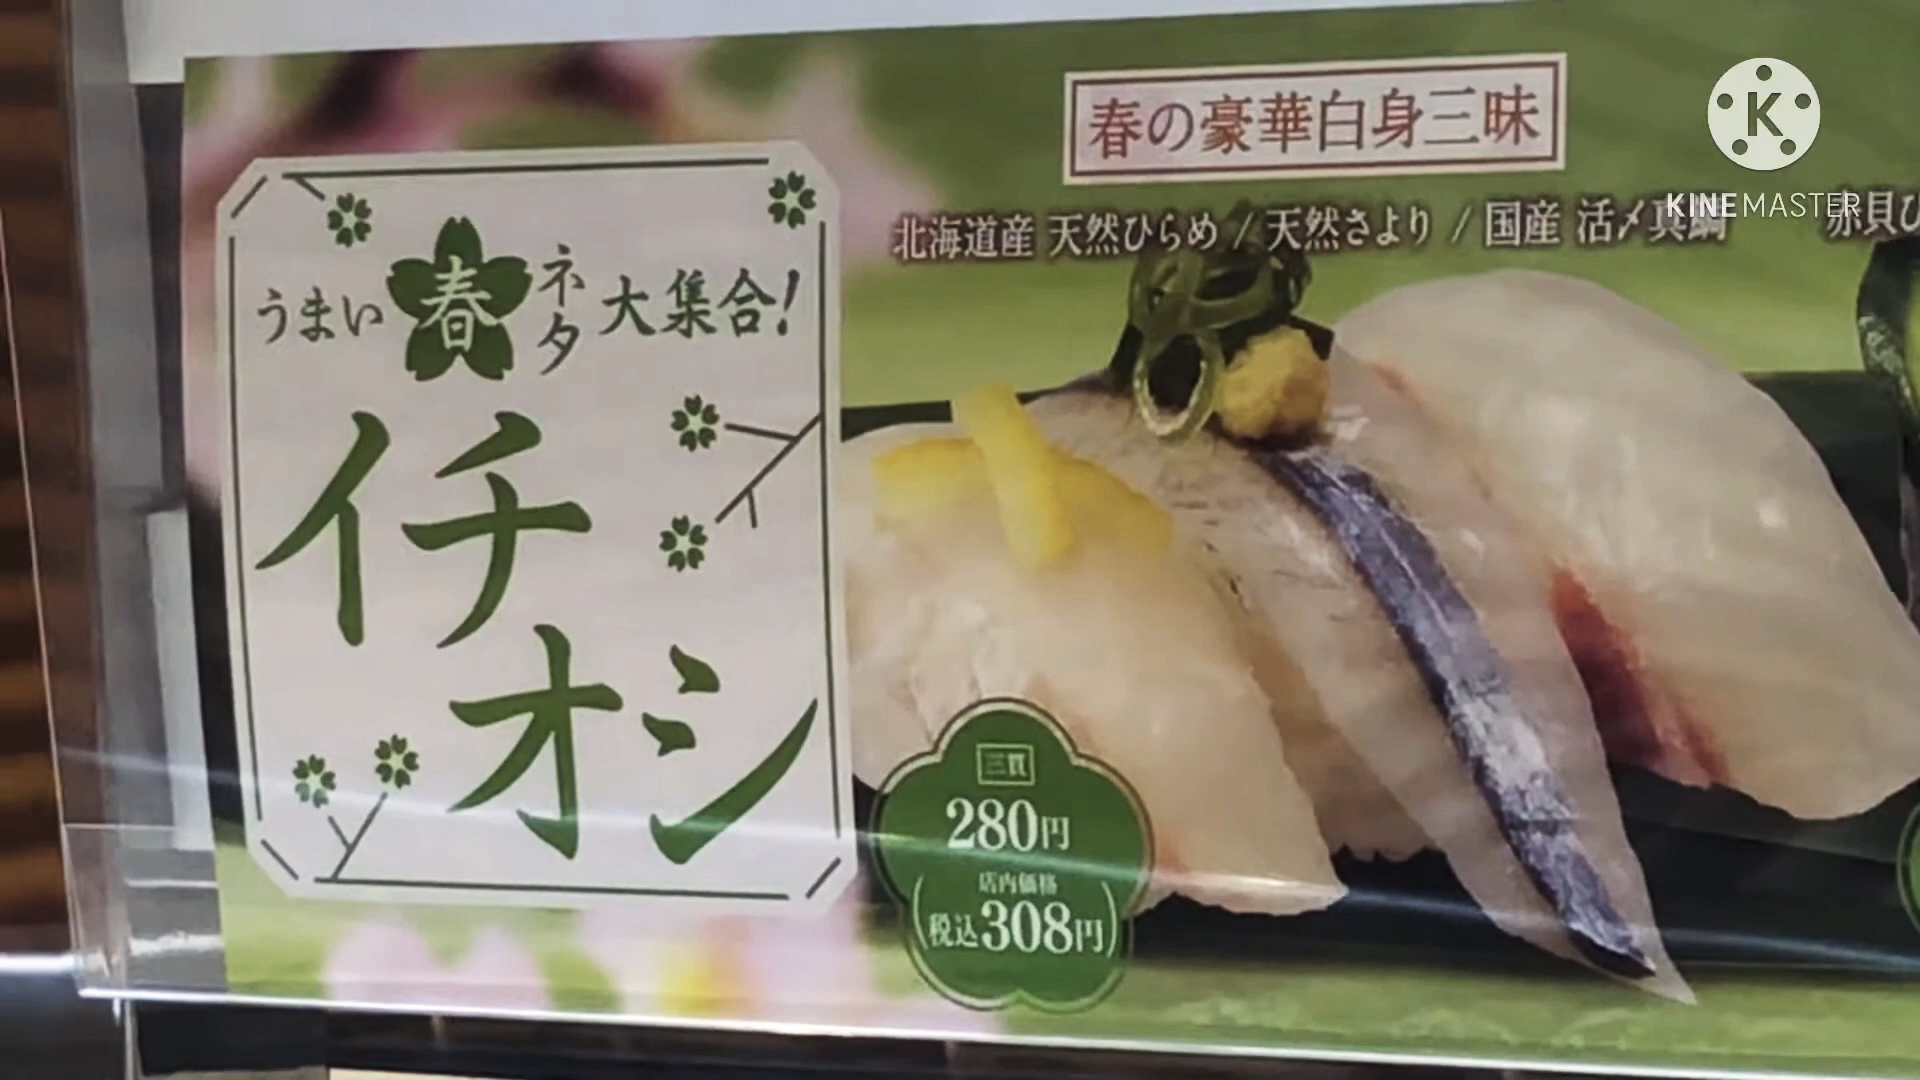 うまい春ネタ大集合!
イチ
オシ
春の豪華白身三昧
北海道産 天然ひらめ / 天然さより / 国産 活〆真鯛
赤貝ひ
三貫
280円
店内価格
(税込308円)
K
KINEMASTER